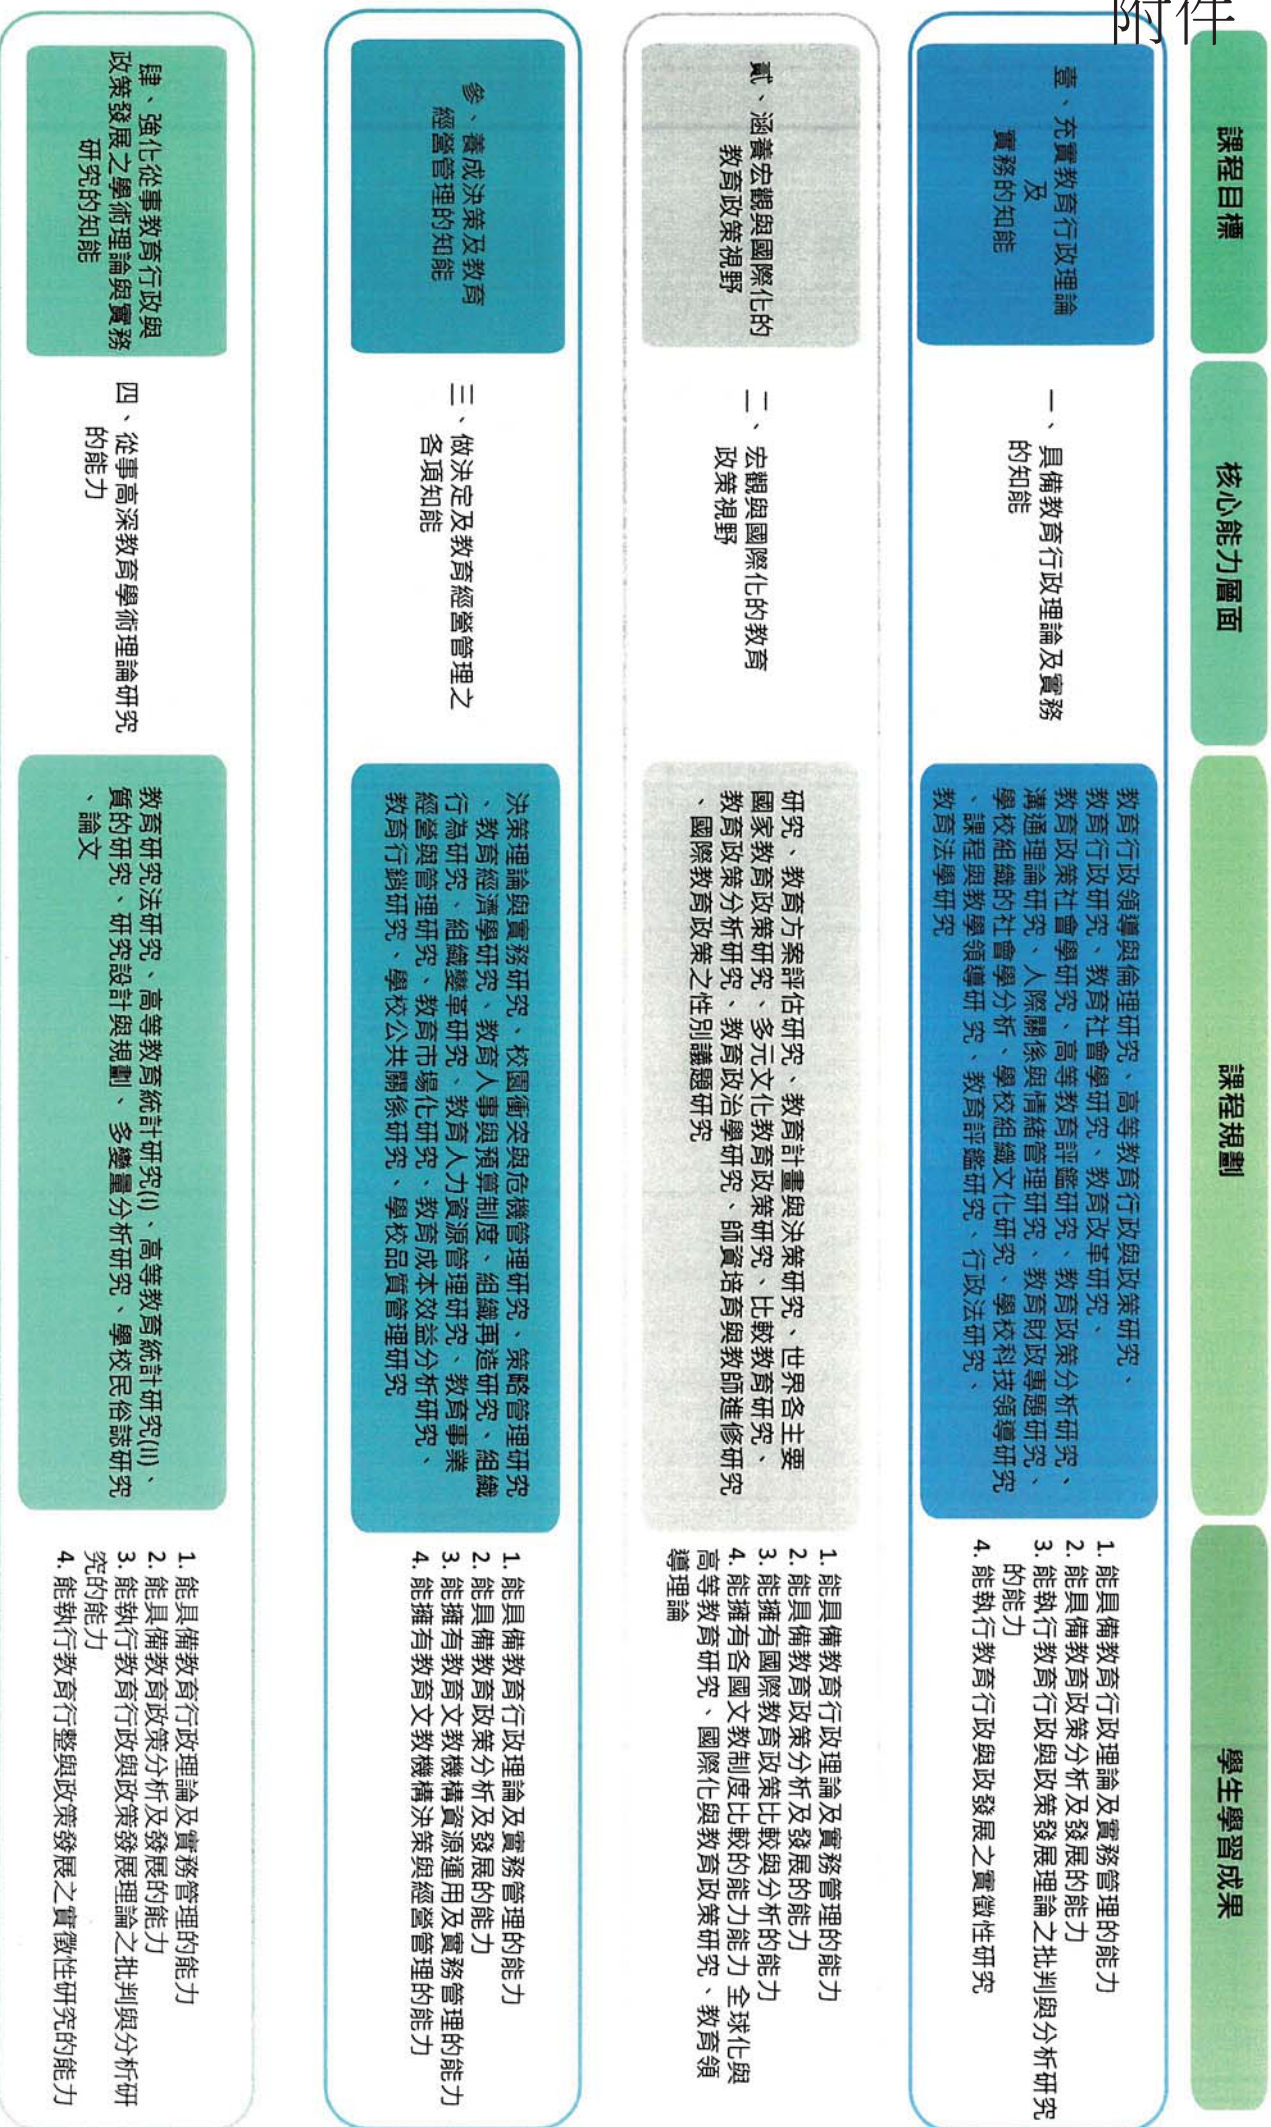 附件
課程目標
核心能力層面
課程規劃
學生學習成果
壹、充實教育行政理論
及
實務的知能
一、具備教育行政理論及實務
的知能
教育行政領導與倫理研究、高等教育行政與政策研究、
教育行政研究、教育社會學研究、教育改革研究、
教育政策社會學研究、高等教育評鑑研究、教育政策分析研究、
溝通理論研究、人際關係與情緒管理研究、教育財政專題研究、
學校組織的社會學分析、學校組織文化研究、學校科技領導研究
、課程與教學領導研 究、教育評鑑研究、行政法研究、
教育法學研究
1. 能具備教育行政理論及實務管理的能力
2. 能具備教育政策分析及發展的能力
3. 能執行教育行政與政策發展理論之批判與分析研究
的能力
4. 能執行教育行政與政發展之實徵性研究
貳、涵養宏觀與國際化的
教育政策視野
二、宏觀與國際化的教育
政策視野
研究、教育方案評估研究、教育計畫與決策研究、世界各主要
國家教育政策研究、多元文化教育政策研究、比較教育研究、
教育政策分析研究、教育政治學研究、師資培育與教師進修研究
、國際教育政策之性別議題研究
1. 能具備教育行政理論及實務管理的能力
2. 能具備教育政策分析及發展的能力
3. 能擁有國際教育政策比較與分析的能力
4. 能擁有各國文教制度比較的能力能力 全球化與
高等教育研究、國際化與教育政策研究、教育領
導理論
參、養成決策及教育
經營管理的知能
三、做決定及教育經營管理之
各項知能
決策理論與實務研究、校園衝突與危機管理研究、策略管理研究
、教育經濟學研究、教育人事與預算制度、組織再造研究、組織
行為研究、組織變革研究、教育人力資源管理研究、教育事業
經營與管理研究、教育市場化研究、教育成本效益分析研究、
教育行銷研究、學校公共關係研究、學校品質管理研究
1. 能具備教育行政理論及實務管理的能力
2. 能具備教育政策分析及發展的能力
3. 能擁有教育文教機構資源運用及實務管理的能力
4. 能擁有教育文教機構決策與經營管理的能力
肆、強化從事教育行政與
政策發展之學術理論與實務
研究的知能
四、從事高深教育學術理論研究
的能力
教育研究法研究、高等教育統計研究(I)、高等教育統計研究(II)、
質的研究、研究設計與規劃、多變量分析研究、學校民俗誌研究
、論文
1. 能具備教育行政理論及實務管理的能力
2. 能具備教育政策分析及發展的能力
3. 能執行教育行政與政策發展理論之批判與分析研
究的能力
4. 能執行教育行整與政策發展之實徵性研究的能力